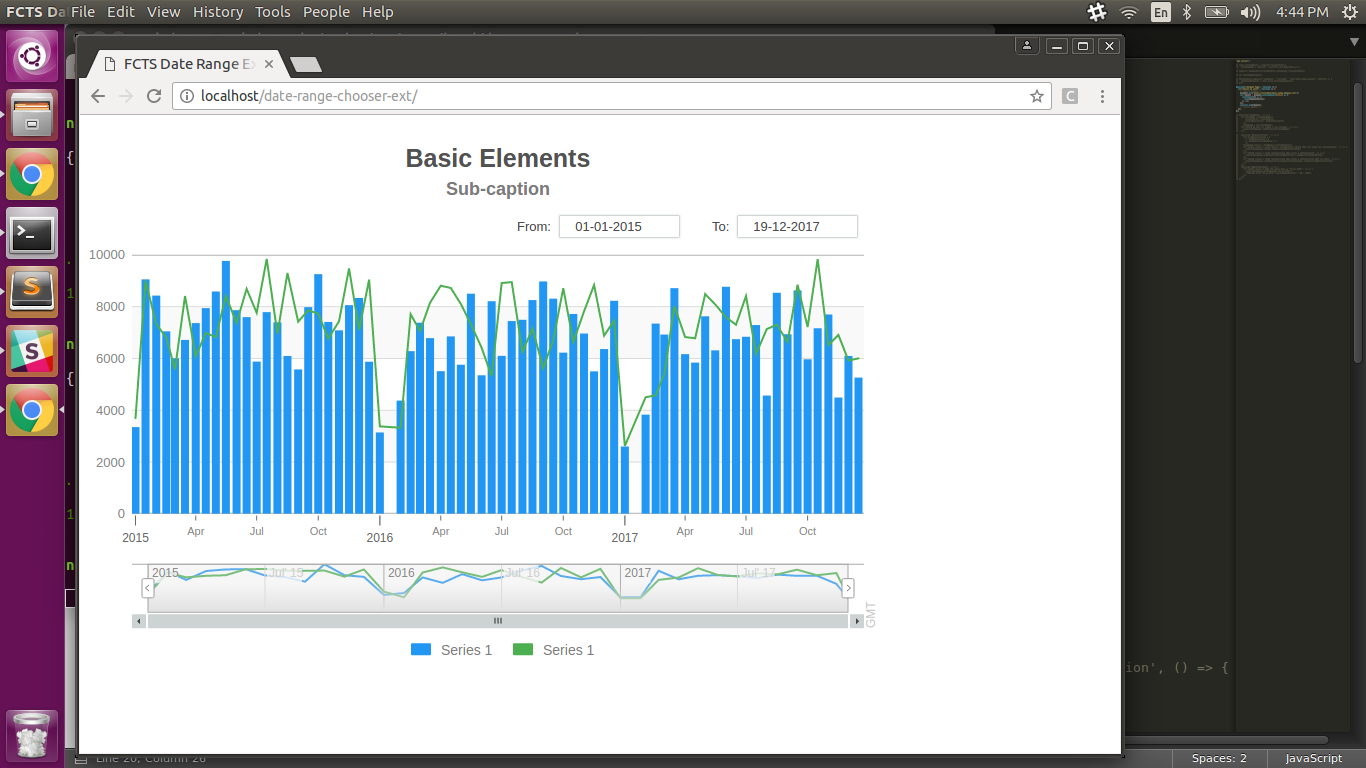 FCTS Da File Edit View History Tools People Help En 4:44 PM
FCTS Date Range Ex
localhost/date-range-chooser-ext/
Basic Elements
Sub-caption
From: 01-01-2015 To: 19-12-2017
10000
8000
6000
4000
2000
0
Apr Jul Oct Apr Jul Oct Apr Jul Oct
2015 2016 2017
2015 Jul' 15 2016 Jul' 16 2017 Jul' 17
GMT
Series 1 Series 1
ion', () => {
Line 20, Column 26 Spaces: 2 JavaScript